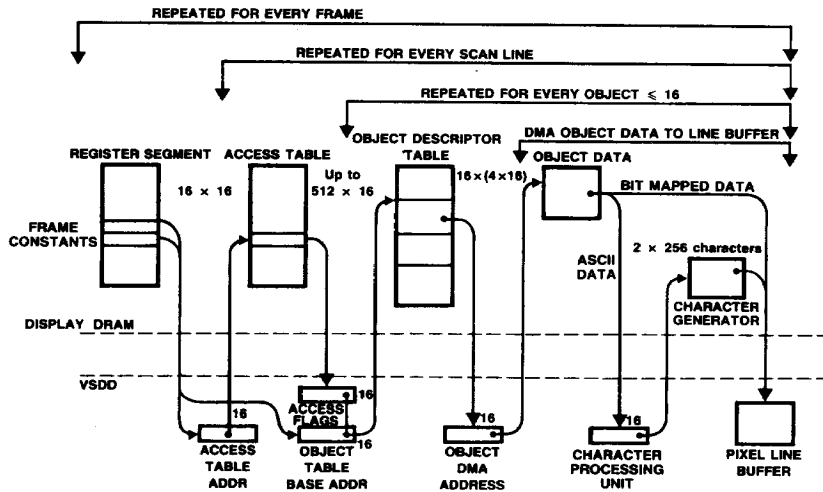 REPEATED FOR EVERY FRAME
REPEATED FOR EVERY SCAN LINE
REPEATED FOR EVERY OBJECT ⩽ 16
DMA OBJECT DATA TO LINE BUFFER
REGISTER SEGMENT
16 × 16
ACCESS TABLE
Up to
512 × 16
OBJECT DESCRIPTOR
TABLE
16×(4×16)
OBJECT DATA
BIT MAPPED DATA
FRAME
CONSTANTS
ASCII
DATA
2 × 256 characters
CHARACTER
GENERATOR
DISPLAY DRAM
VSDD
16
ACCESS
TABLE
ADDR
16
ACCESS
FLAGS
16
OBJECT
TABLE
BASE ADDR
16
OBJECT
DMA
ADDRESS
16
CHARACTER
PROCESSING
UNIT
PIXEL LINE
BUFFER